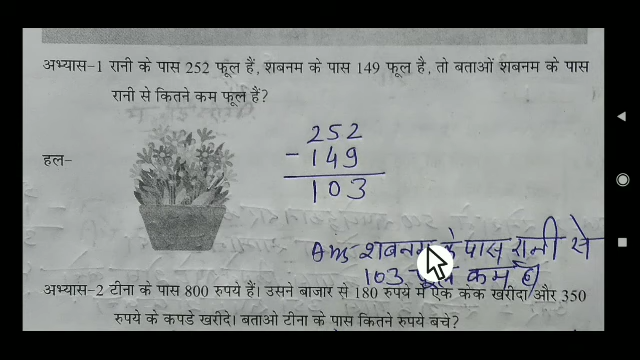 अभ्यास-1 रानी के पास 252 फूल हैं, शबनम के पास 149 फूल है, तो बताओं शबनम के पास
रानी से कितने कम फूल हैं?
252
हल-
- 149
103
Ans- शबनम के पास रानी से
103 कम है
अभ्यास-2 टीना के पास 800 रुपये हैं। उसने बाजार से 180 रुपये में एक केक खरीदा और 350
रुपये के कपडे खरीदे। बताओ टीना के पास कितने रुपये बचे?